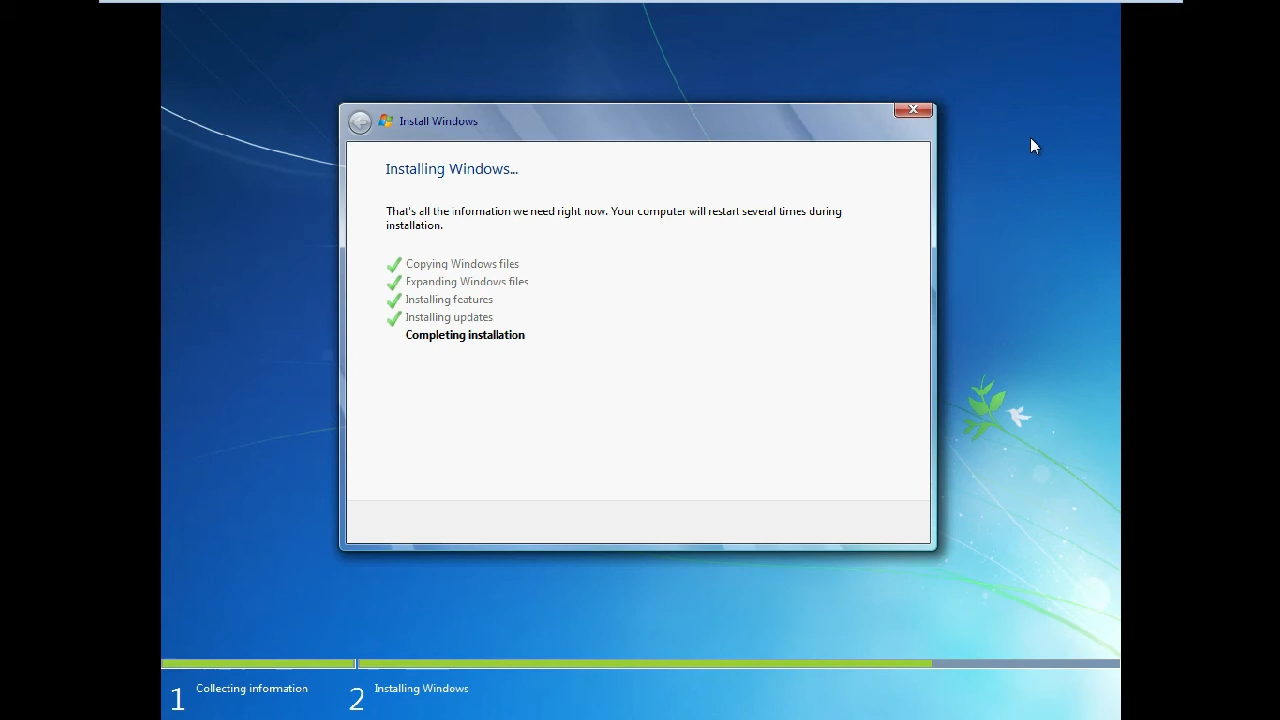 Install Windows
Installing Windows...
That's all the information we need right now. Your computer will restart several times during
installation.
Copying Windows files
Expanding Windows files
Installing features
Installing updates
Completing installation
1 Collecting information
2 Installing Windows